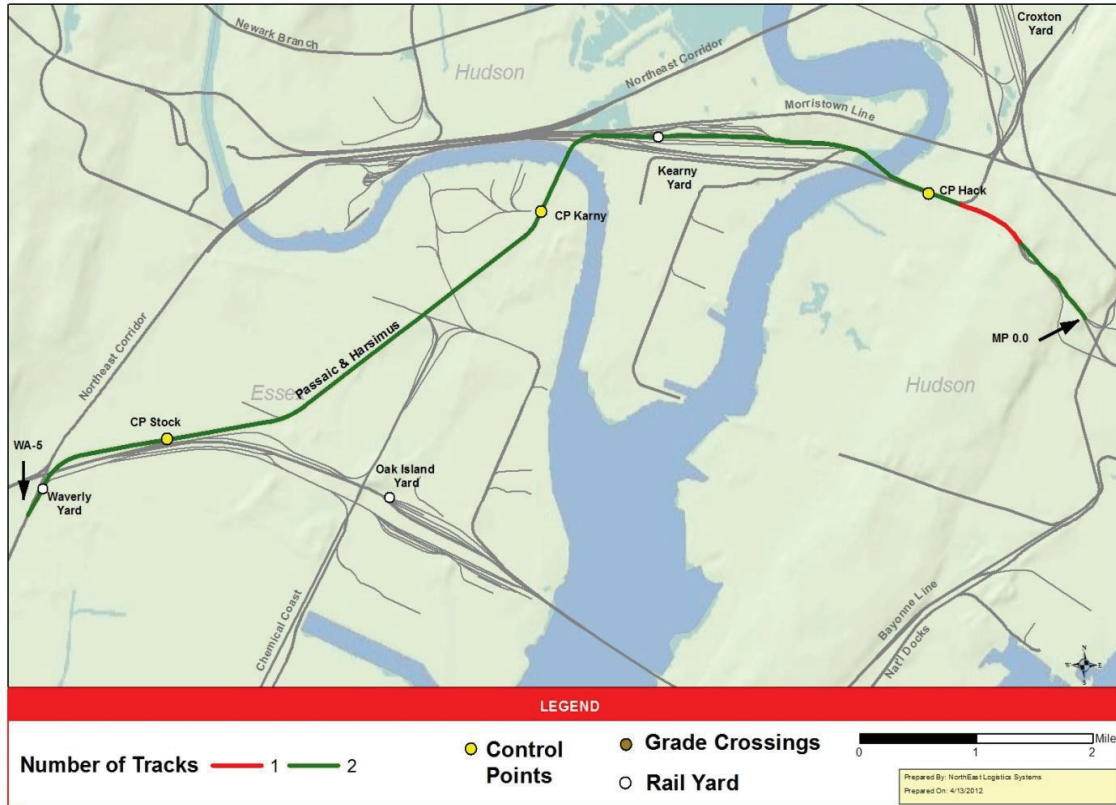 Croxton
Yard
Newark Branch
Hudson
Northeast Corridor
Morristown Line
Kearny
Yard
CP Hack
CP Karny
MP 0.0
Northeast Corridor
Passaic & Harsimus
Essex
Hudson
CP Stock
WA-5
Waverly
Yard
Oak Island
Yard
Chemical Coast
Bayonne Line
Nat'l Docks
N
W
E
S
LEGEND
Number of Tracks 1 2
Control
Points
Grade Crossings
Rail Yard
Mile
0 1 2
Prepared By: NorthEast Logistics Systems
Prepared On: 4/13/2012